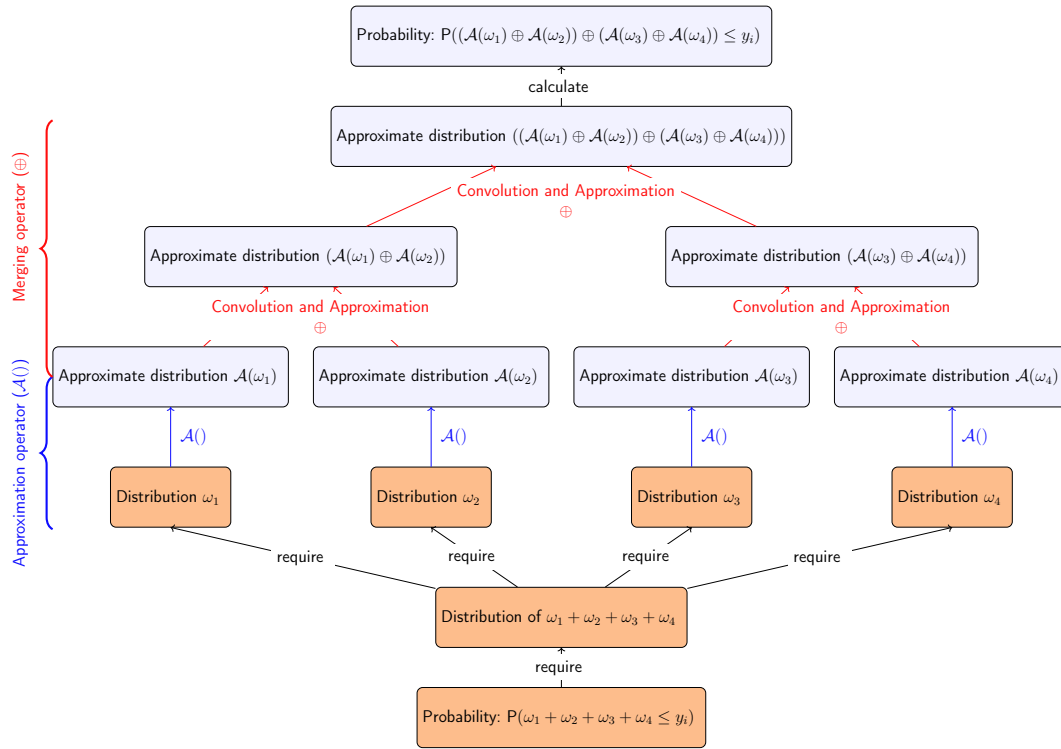 Probability: P((𝒜(ω₁) ⊕ 𝒜(ω₂)) ⊕ (𝒜(ω₃) ⊕ 𝒜(ω₄)) ≤ yᵢ)
calculate
Approximate distribution ((𝒜(ω₁) ⊕ 𝒜(ω₂)) ⊕ (𝒜(ω₃) ⊕ 𝒜(ω₄)))
Merging operator (⊕)
Convolution and Approximation
⊕
Approximate distribution (𝒜(ω₁) ⊕ 𝒜(ω₂))
Approximate distribution (𝒜(ω₃) ⊕ 𝒜(ω₄))
Convolution and Approximation
⊕
Convolution and Approximation
⊕
Approximate distribution 𝒜(ω₁)
Approximate distribution 𝒜(ω₂)
Approximate distribution 𝒜(ω₃)
Approximate distribution 𝒜(ω₄)
Approximation operator (𝒜())
𝒜()
𝒜()
𝒜()
𝒜()
Distribution ω₁
Distribution ω₂
Distribution ω₃
Distribution ω₄
require
require
require
require
Distribution of ω₁ + ω₂ + ω₃ + ω₄
require
Probability: P(ω₁ + ω₂ + ω₃ + ω₄ ≤ yᵢ)